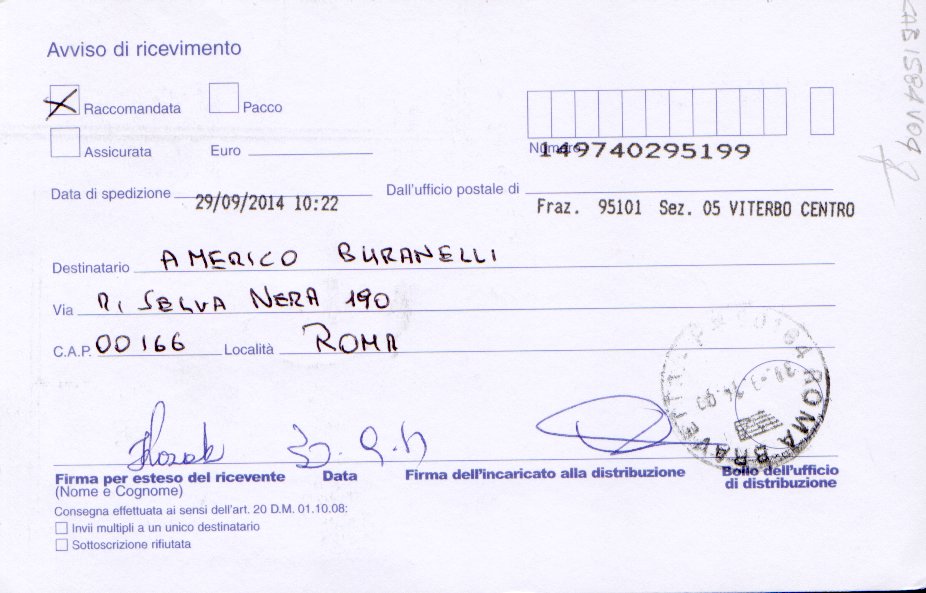 Avviso di ricevimento
Raccomandata Pacco
Assicurata Euro
Numero 149740295199
Data di spedizione 29/09/2014 10:22 Dall'ufficio postale di Fraz. 95101 Sez. 05 VITERBO CENTRO
Destinatario AMERICO BURANELLI
Via DI SELVA NERA 190
C.A.P. 00166 Località ROMA
Firma per esteso del ricevente Data Firma dell'incaricato alla distribuzione Bollo dell'ufficio
(Nome e Cognome) di distribuzione
Consegna effettuata ai sensi dell'art. 20 D.M. 01.10.08:
Invii multipli a un unico destinatario
Sottoscrizione rifiutata
00164 ROMA BRAVETTA